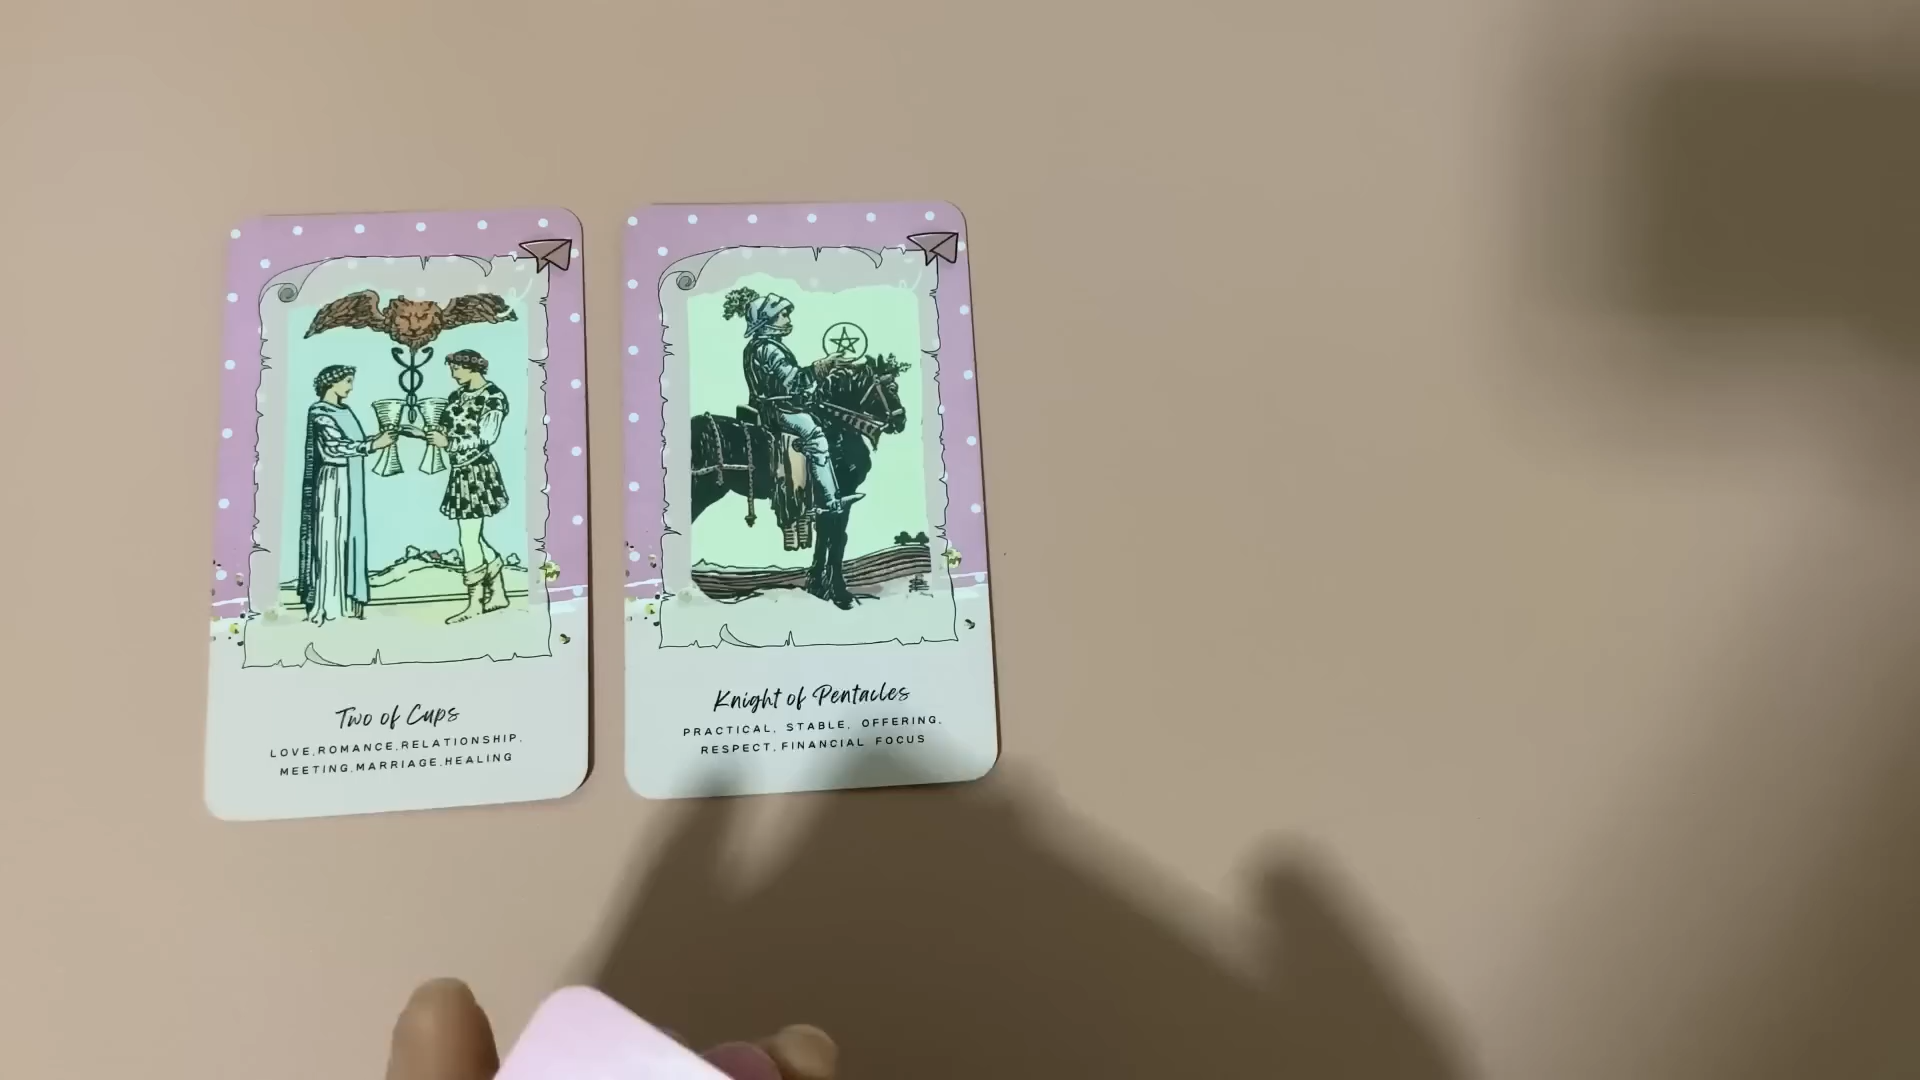 Two of Cups
LOVE,ROMANCE,RELATIONSHIP,
MEETING,MARRIAGE,HEALING
Knight of Pentacles
PRACTICAL, STABLE, OFFERING,
RESPECT,FINANCIAL FOCUS